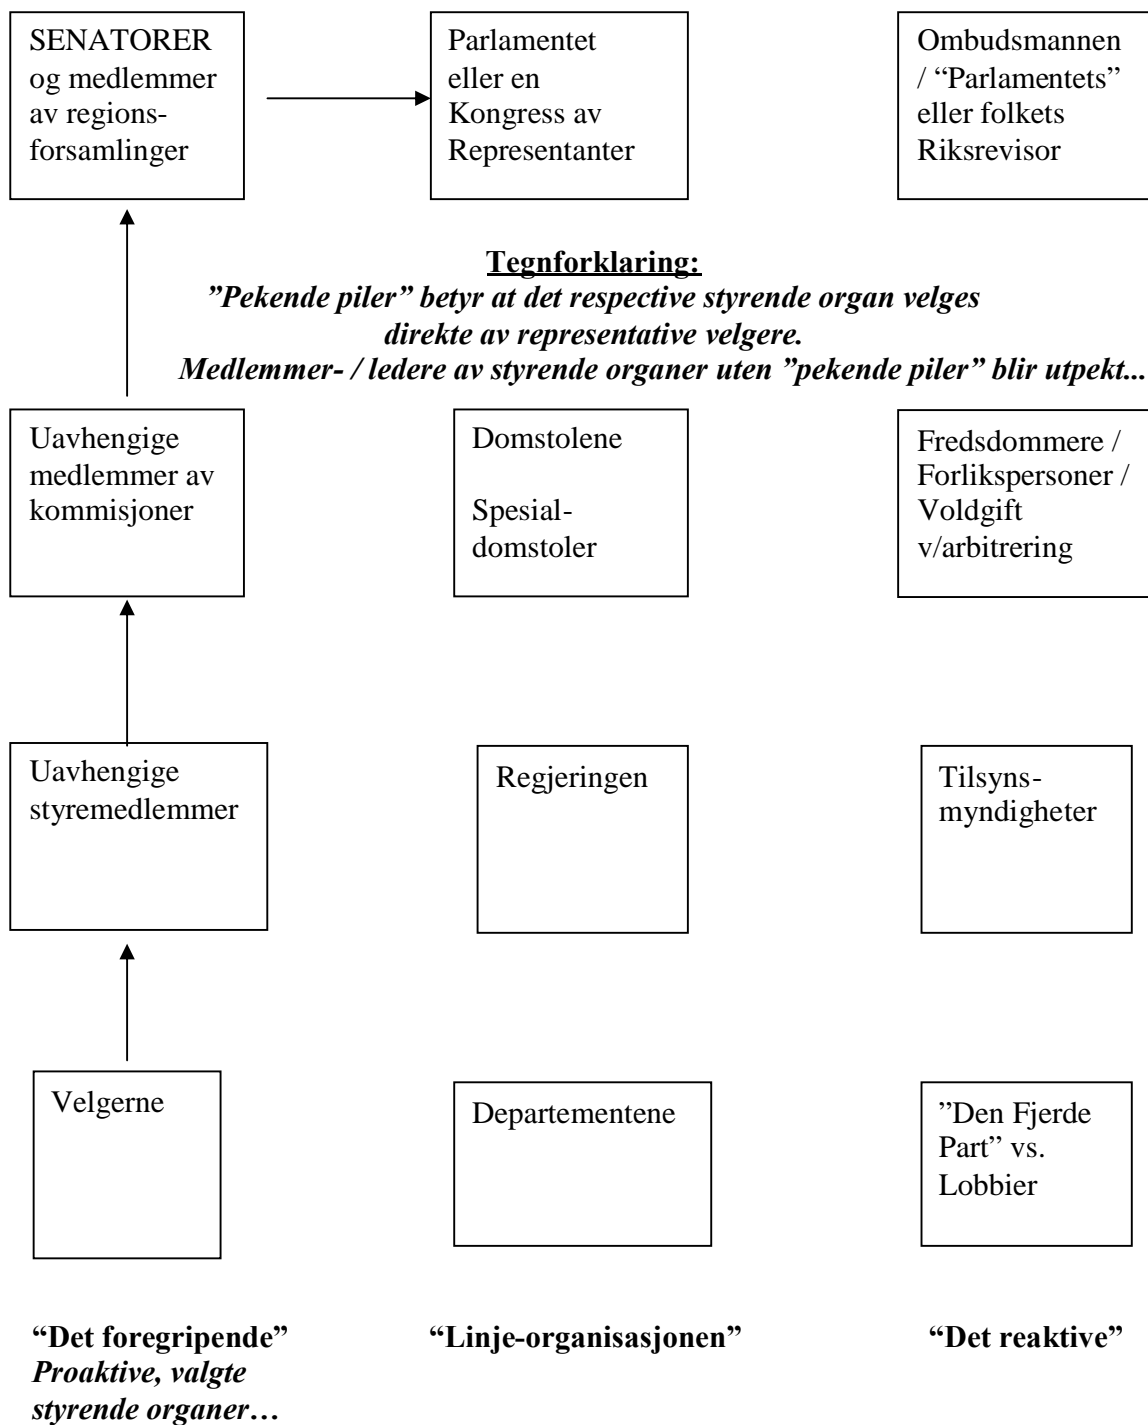 SENATORER
og medlemmer
av regions-
forsamlinger
Parlamentet
eller en
Kongress av
Representanter
Ombudsmannen
/ “Parlamentets”
eller folkets
Riksrevisor
Tegnforklaring:
”Pekende piler” betyr at det respective styrende organ velges
direkte av representative velgere.
Medlemmer- / ledere av styrende organer uten ”pekende piler” blir utpekt...
Uavhengige
medlemmer av
kommisjoner
Domstolene
Spesial-
domstoler
Fredsdommere /
Forlikspersoner /
Voldgift
v/arbitrering
Uavhengige
styremedlemmer
Regjeringen
Tilsyns-
myndigheter
Velgerne
Departementene
”Den Fjerde
Part” vs.
Lobbier
“Det foregripende”
Proaktive, valgte
styrende organer…
“Linje-organisasjonen”
“Det reaktive”